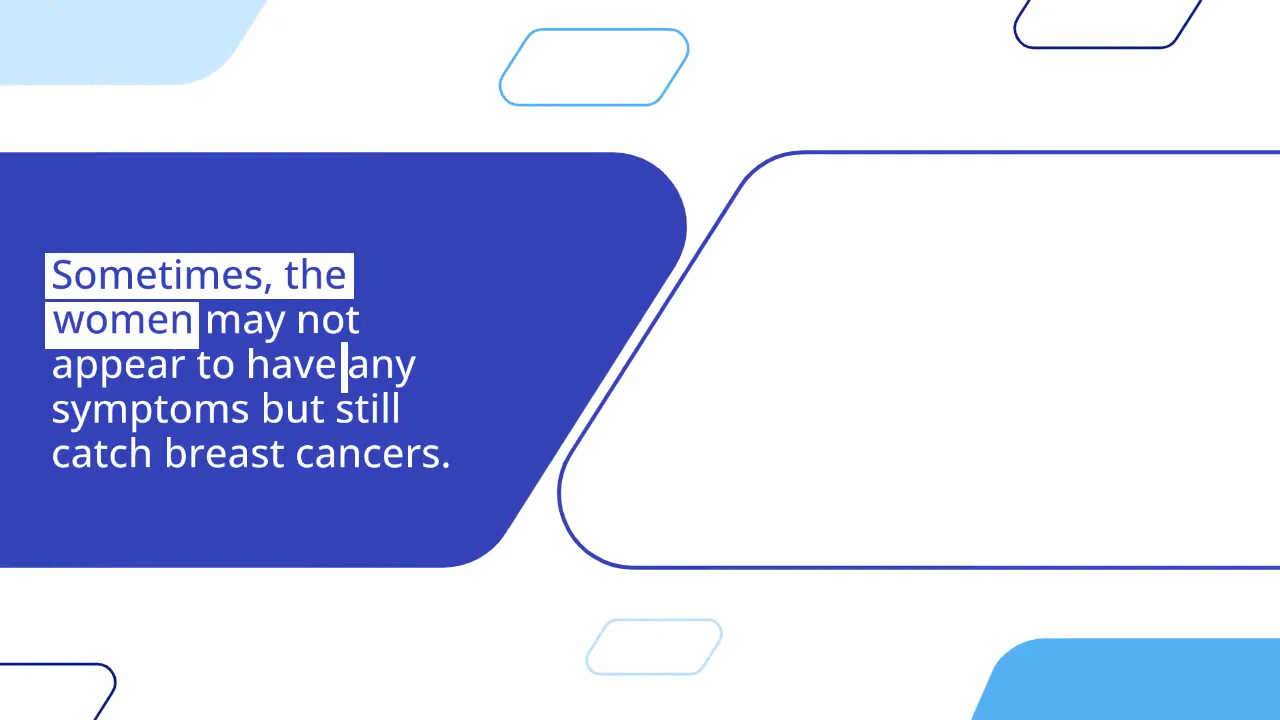 Sometimes, the
women may not
appear to have any
symptoms but still
catch breast cancers.